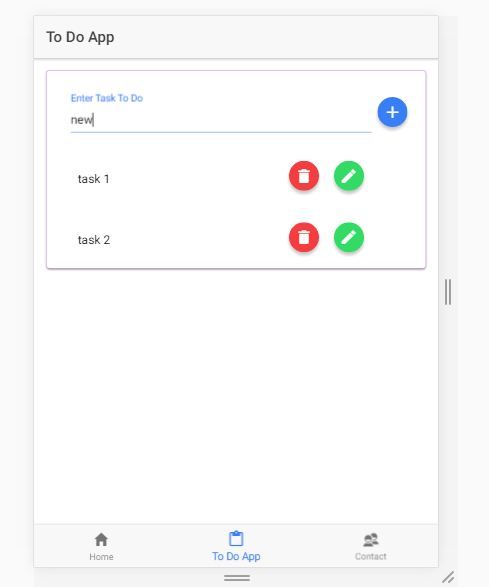 To Do App
Enter Task To Do
new
task 1
task 2
Home
To Do App
Contact